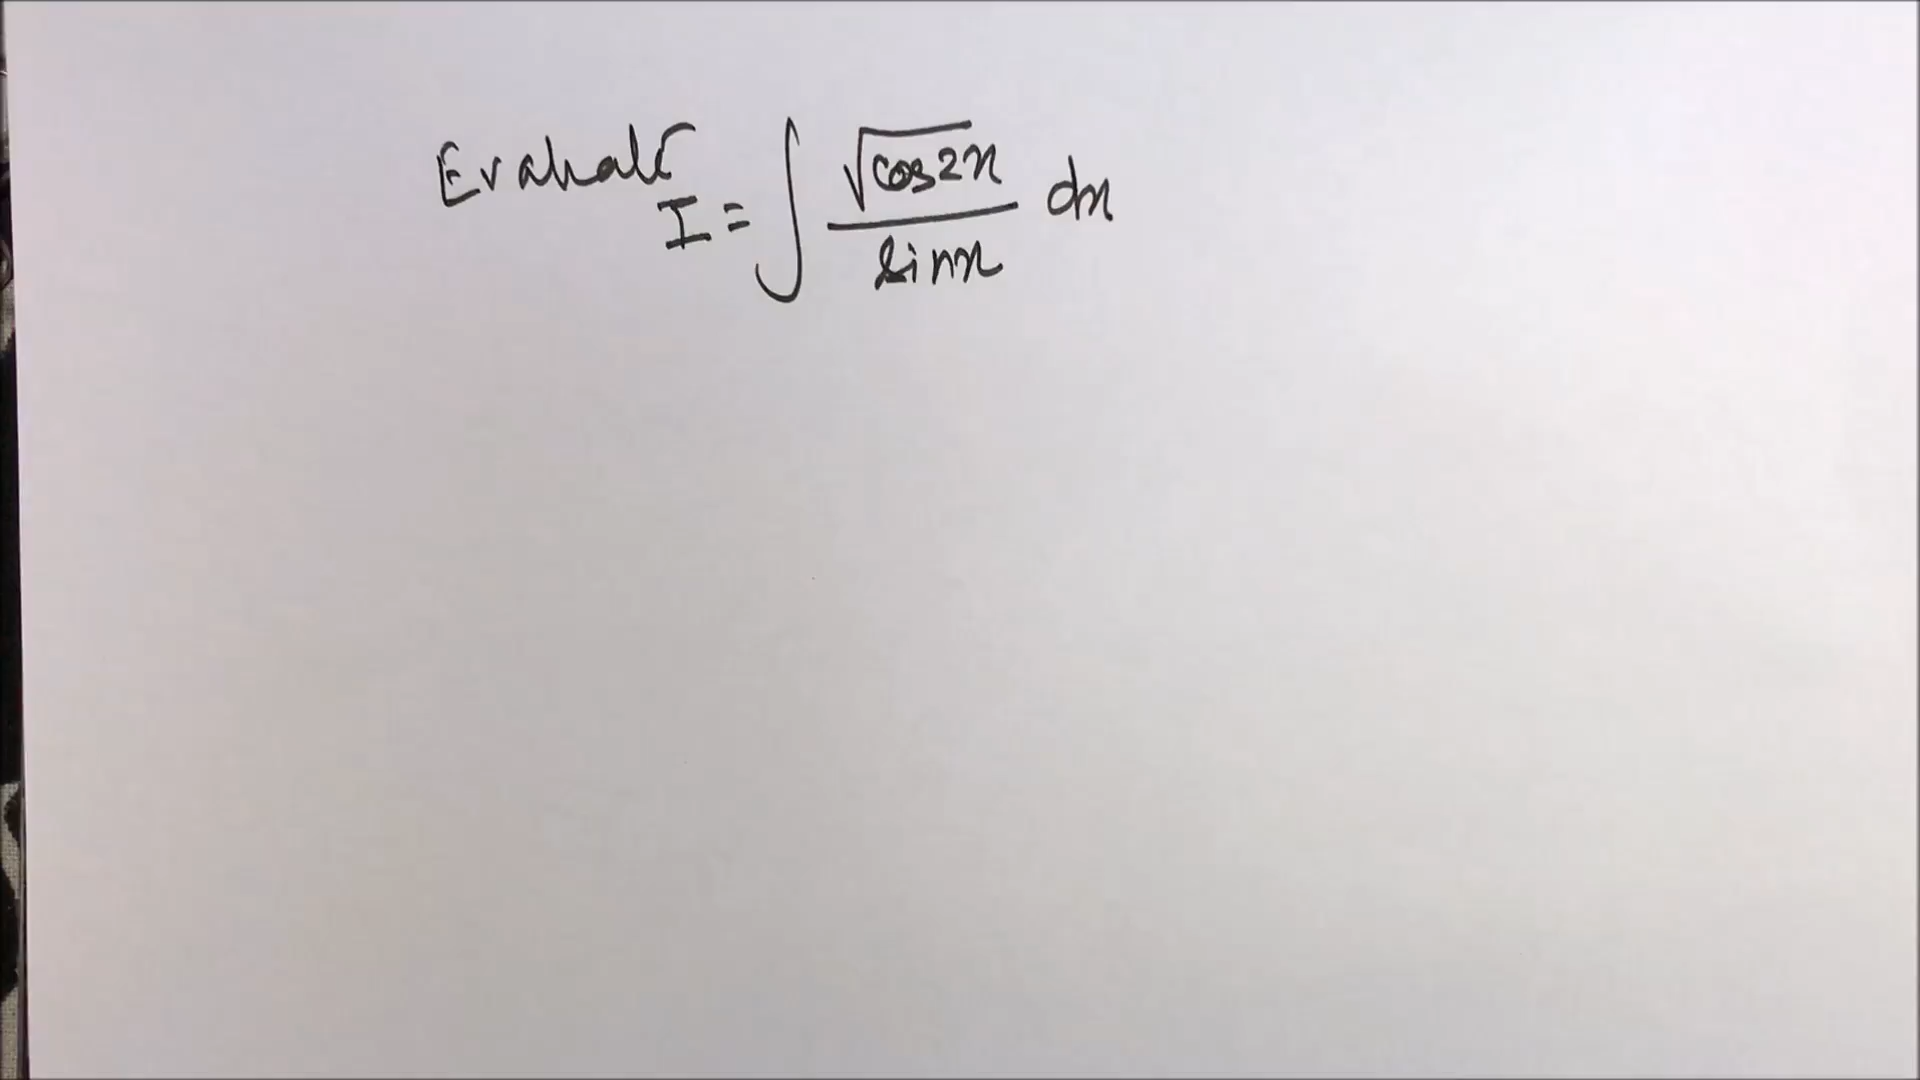 Evaluate
I = ∫ √cos2x / sinx dx